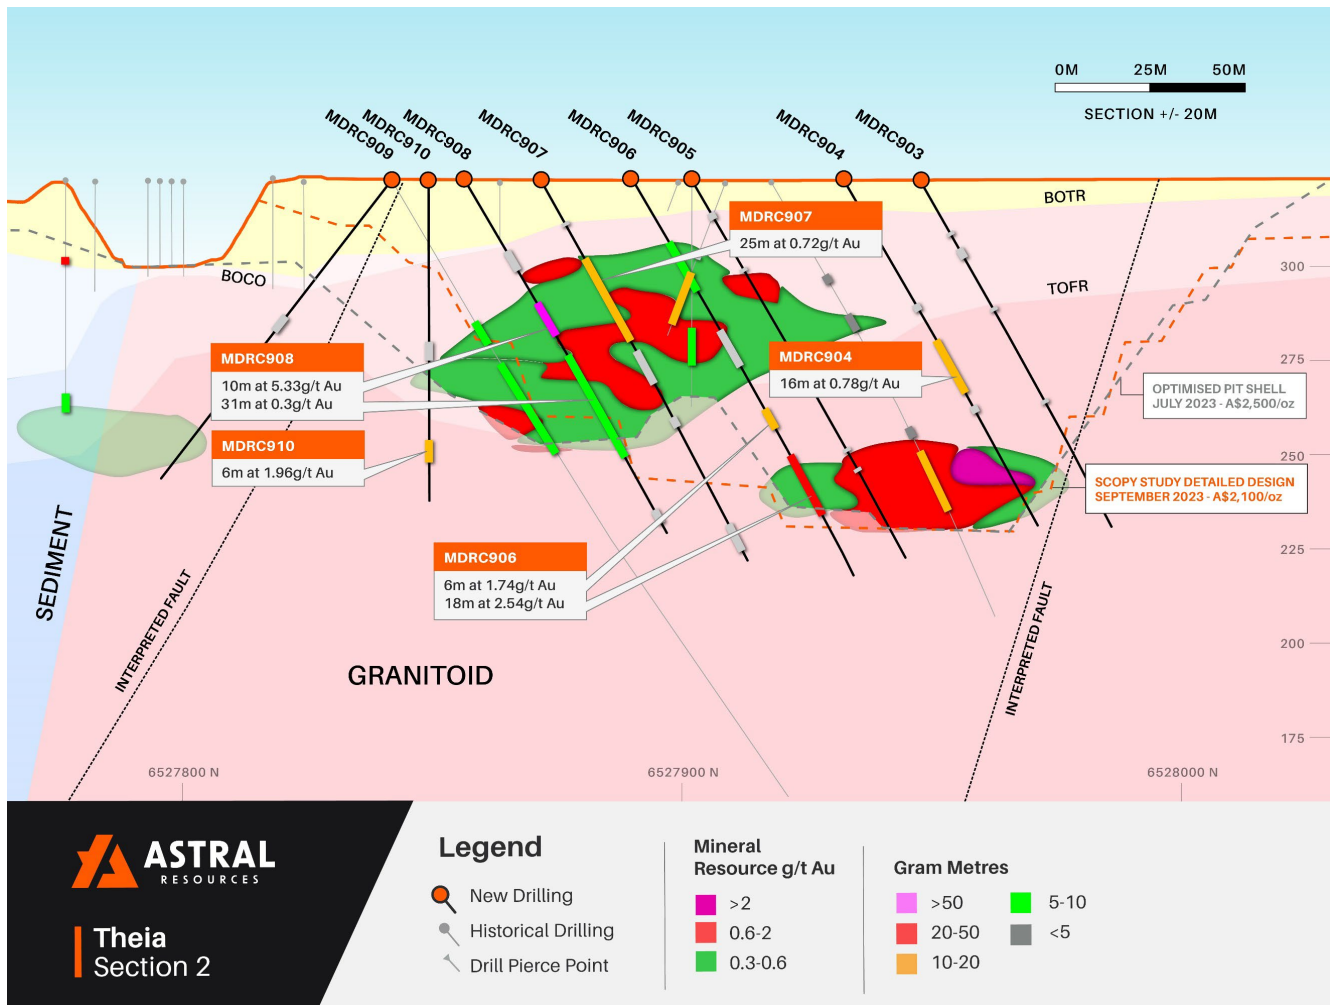 0M 25M 50M
SECTION +/- 20M
MDRC909
MDRC910
MDRC908
MDRC907
MDRC906
MDRC905
MDRC904
MDRC903
BOTR
BOCO
TOFR
300
275
250
225
200
175
MDRC907
25m at 0.72g/t Au
MDRC908
10m at 5.33g/t Au
31m at 0.3g/t Au
MDRC904
16m at 0.78g/t Au
MDRC910
6m at 1.96g/t Au
MDRC906
6m at 1.74g/t Au
18m at 2.54g/t Au
OPTIMISED PIT SHELL
JULY 2023 - A$2,500/oz
SCOPY STUDY DETAILED DESIGN
SEPTEMBER 2023 - A$2,100/oz
SEDIMENT
INTERPRETED FAULT
GRANITOID
INTERPRETED FAULT
6527800 N
6527900 N
6528000 N
ASTRAL
RESOURCES
Theia
Section 2
Legend
New Drilling
Historical Drilling
Drill Pierce Point
Mineral
Resource g/t Au
>2
0.6-2
0.3-0.6
Gram Metres
>50
20-50
10-20
5-10
<5